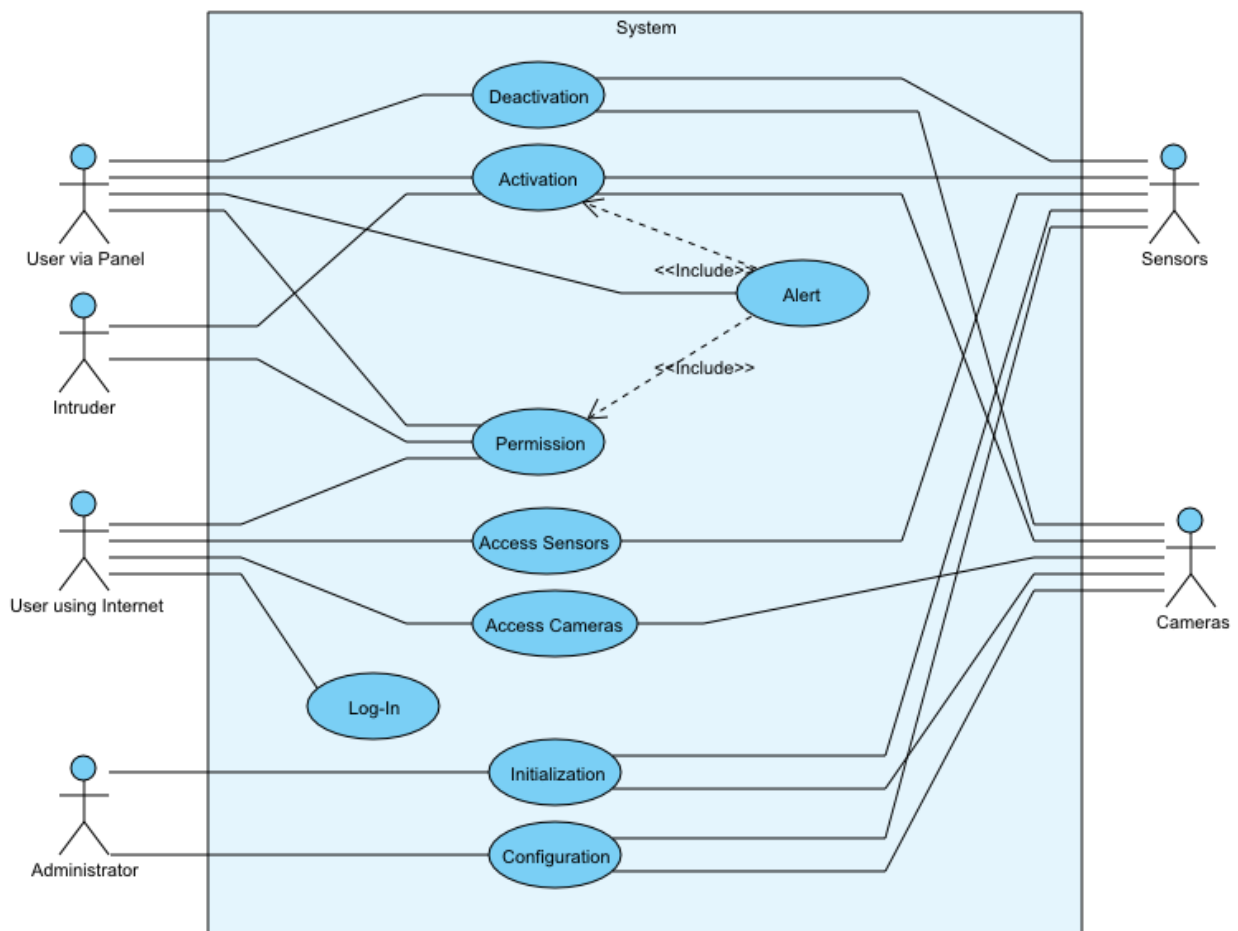 System
Deactivation
Activation
User via Panel
Sensors
<<Include>>
Alert
<<Include>>
Intruder
Permission
Access Sensors
User using Internet
Access Cameras
Cameras
Log-In
Initialization
Configuration
Administrator